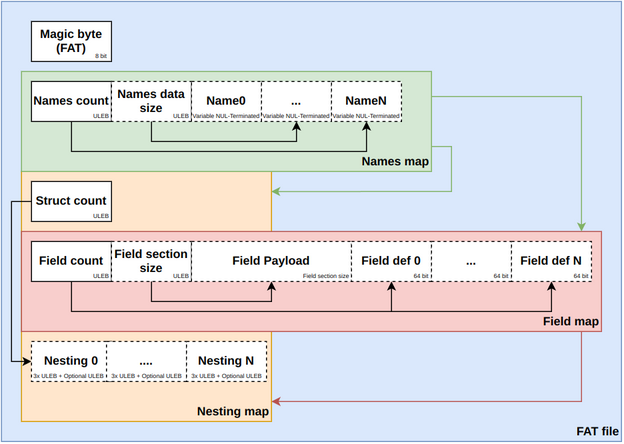 Magic byte
(FAT)
8 bit
Names count
ULEB
Names data
size
ULEB
Name0
Variable NUL-Terminated
...
Variable NUL-Terminated
NameN
Variable NUL-Terminated
Names map
Struct count
ULEB
Field count
ULEB
Field section
size
ULEB
Field Payload
Field section size
Field def 0
64 bit
...
64 bit
Field def N
64 bit
Field map
Nesting 0
3x ULEB + Optional ULEB
....
3x ULEB + Optional ULEB
Nesting N
3x ULEB + Optional ULEB
Nesting map
FAT file